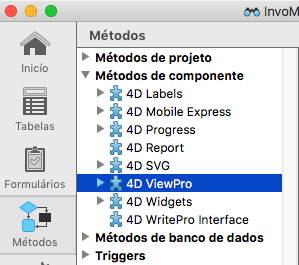 InvoM
Métodos
Início
Tabelas
Formulários
Métodos
Métodos de projeto
Métodos de componente
4D Labels
4D Mobile Express
4D Progress
4D Report
4D SVG
4D ViewPro
4D Widgets
4D WritePro Interface
Métodos de banco de dados
Triggers